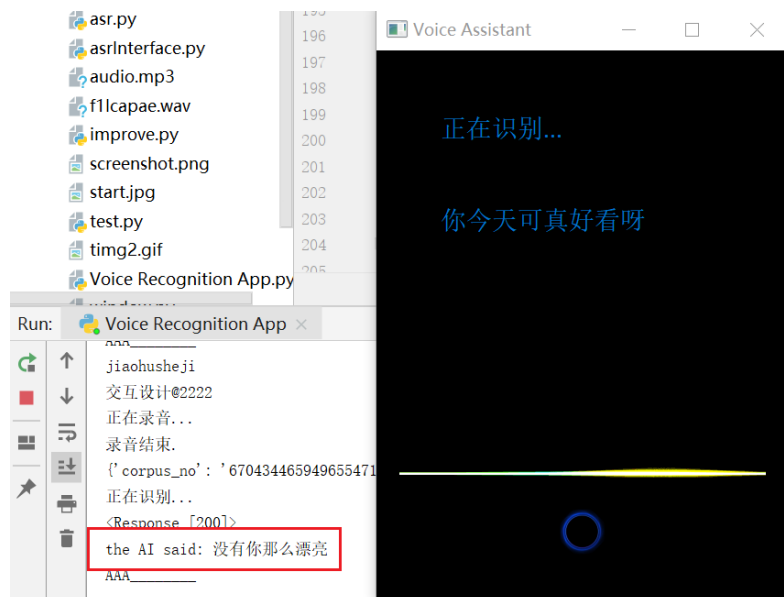 asr.py
asrInterface.py
audio.mp3
f1lcapae.wav
improve.py
screenshot.png
start.jpg
test.py
timg2.gif
Voice Recognition App.py
196
197
198
199
200
201
202
203
204
Voice Assistant
正在识别...
你今天可真好看呀
Run:
Voice Recognition App
AAA________
jiaohusheji
交互设计@2222
正在录音...
录音结束.
{'corpus_no': '670434465949655471
正在识别...
<Response [200]>
the AI said: 没有你那么漂亮
AAA________